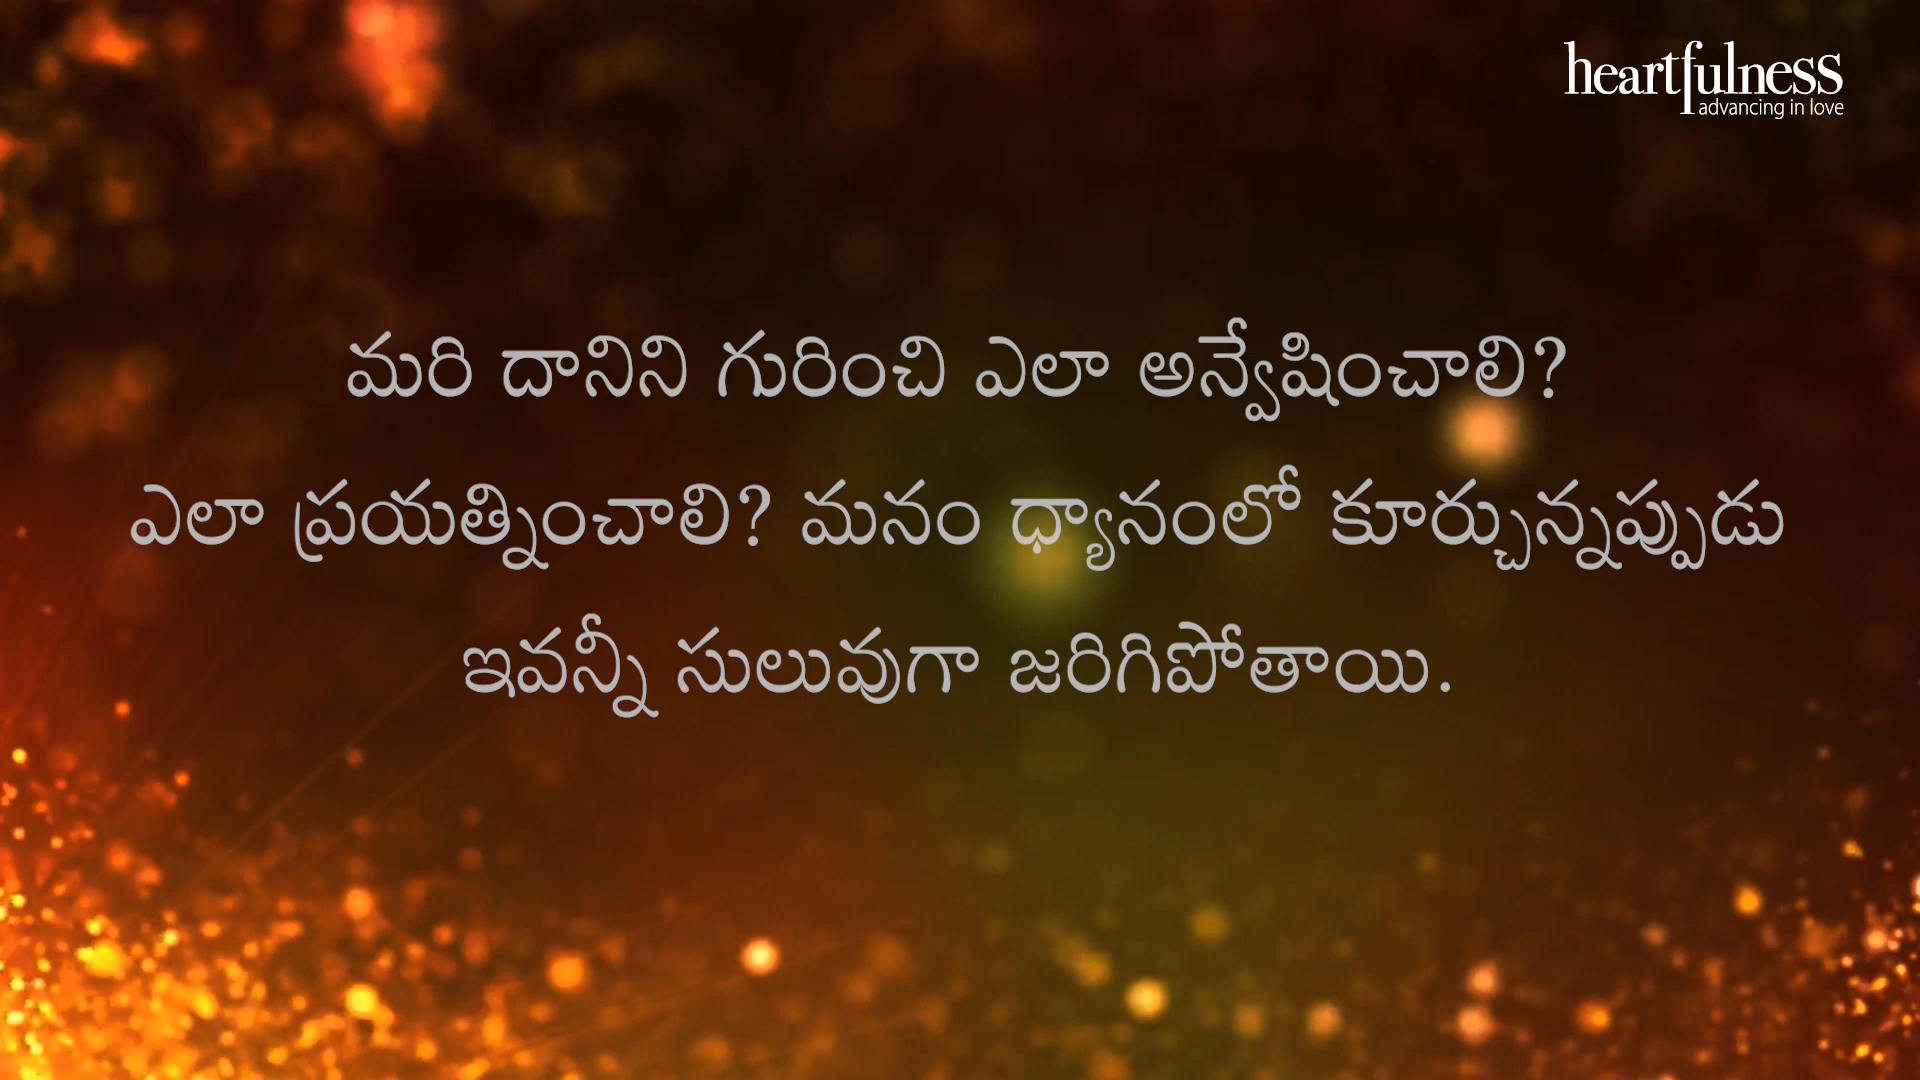 heartfulness
advancing in love
మరి దానిని గురించి ఎలా అన్వేషించాలి?
ఎలా ప్రయత్నించాలి? మనం ధ్యానంలో కూర్చున్నప్పుడు
ఇవన్నీ సులువుగా జరిగిపోతాయి.